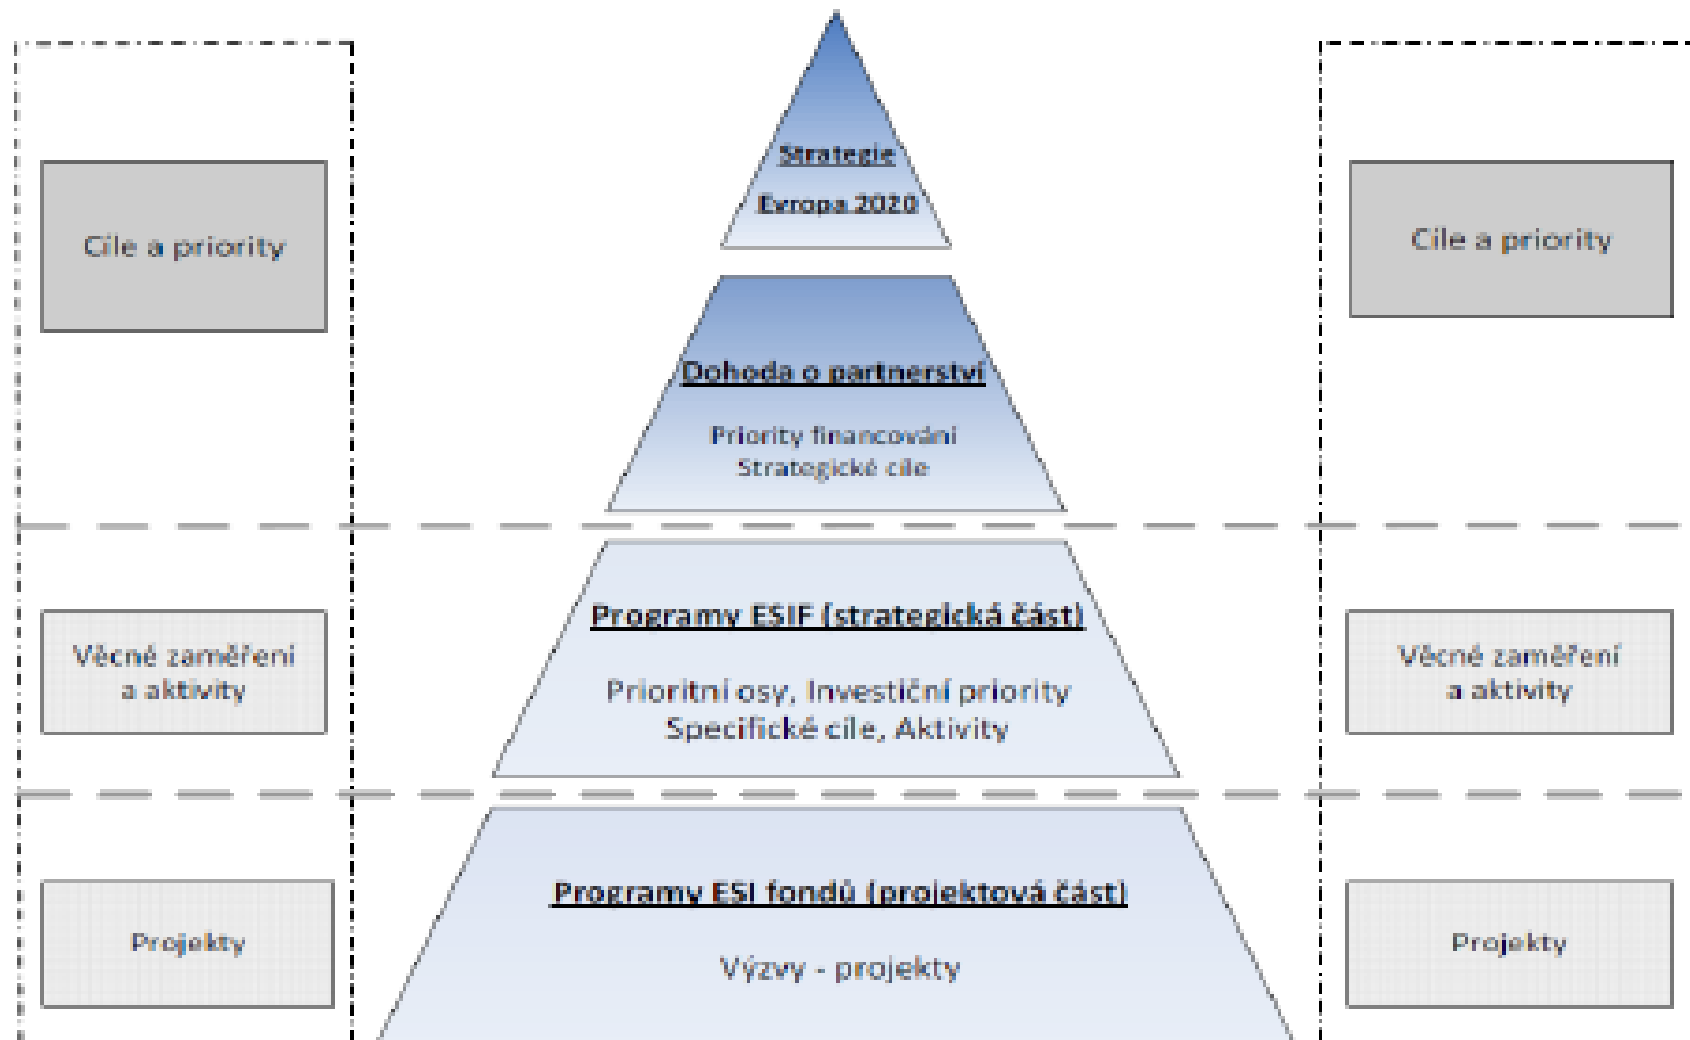 Strategie
Evropa 2020
Cíle a priority
Cíle a priority
Dohoda o partnerství
Priority financování
Strategické cíle
Programy ESIF (strategická část)
Věcné zaměření
a aktivity
Prioritní osy, Investiční priority
Specifické cíle, Aktivity
Věcné zaměření
a aktivity
Programy ESI fondů (projektová část)
Projekty
Výzvy - projekty
Projekty